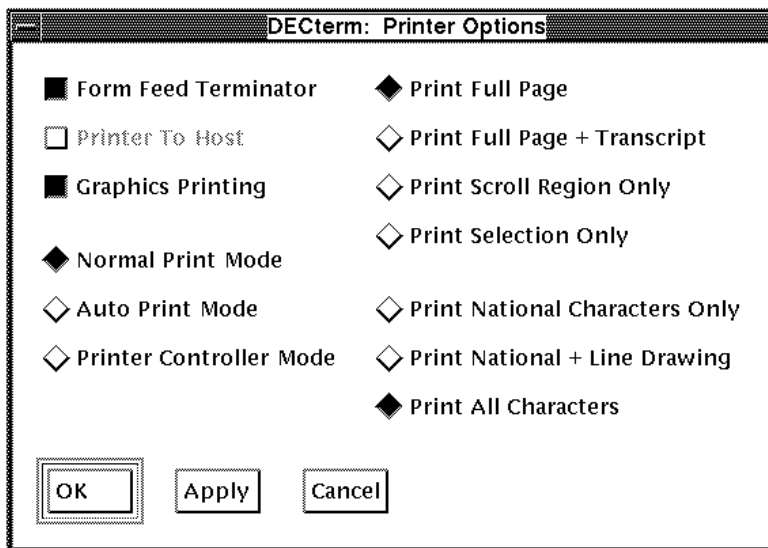 DECterm: Printer Options
Form Feed Terminator
Printer To Host
Graphics Printing
Normal Print Mode
Auto Print Mode
Printer Controller Mode
Print Full Page
Print Full Page + Transcript
Print Scroll Region Only
Print Selection Only
Print National Characters Only
Print National + Line Drawing
Print All Characters
OK
Apply
Cancel